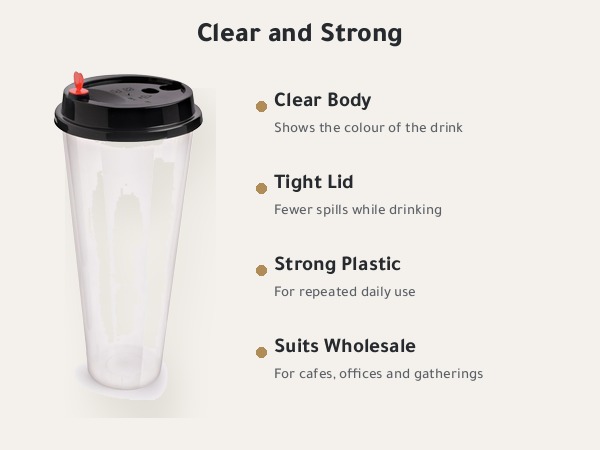 Clear and Strong
Clear Body
Shows the colour of the drink
Tight Lid
Fewer spills while drinking
Strong Plastic
For repeated daily use
Suits Wholesale
For cafes, offices and gatherings